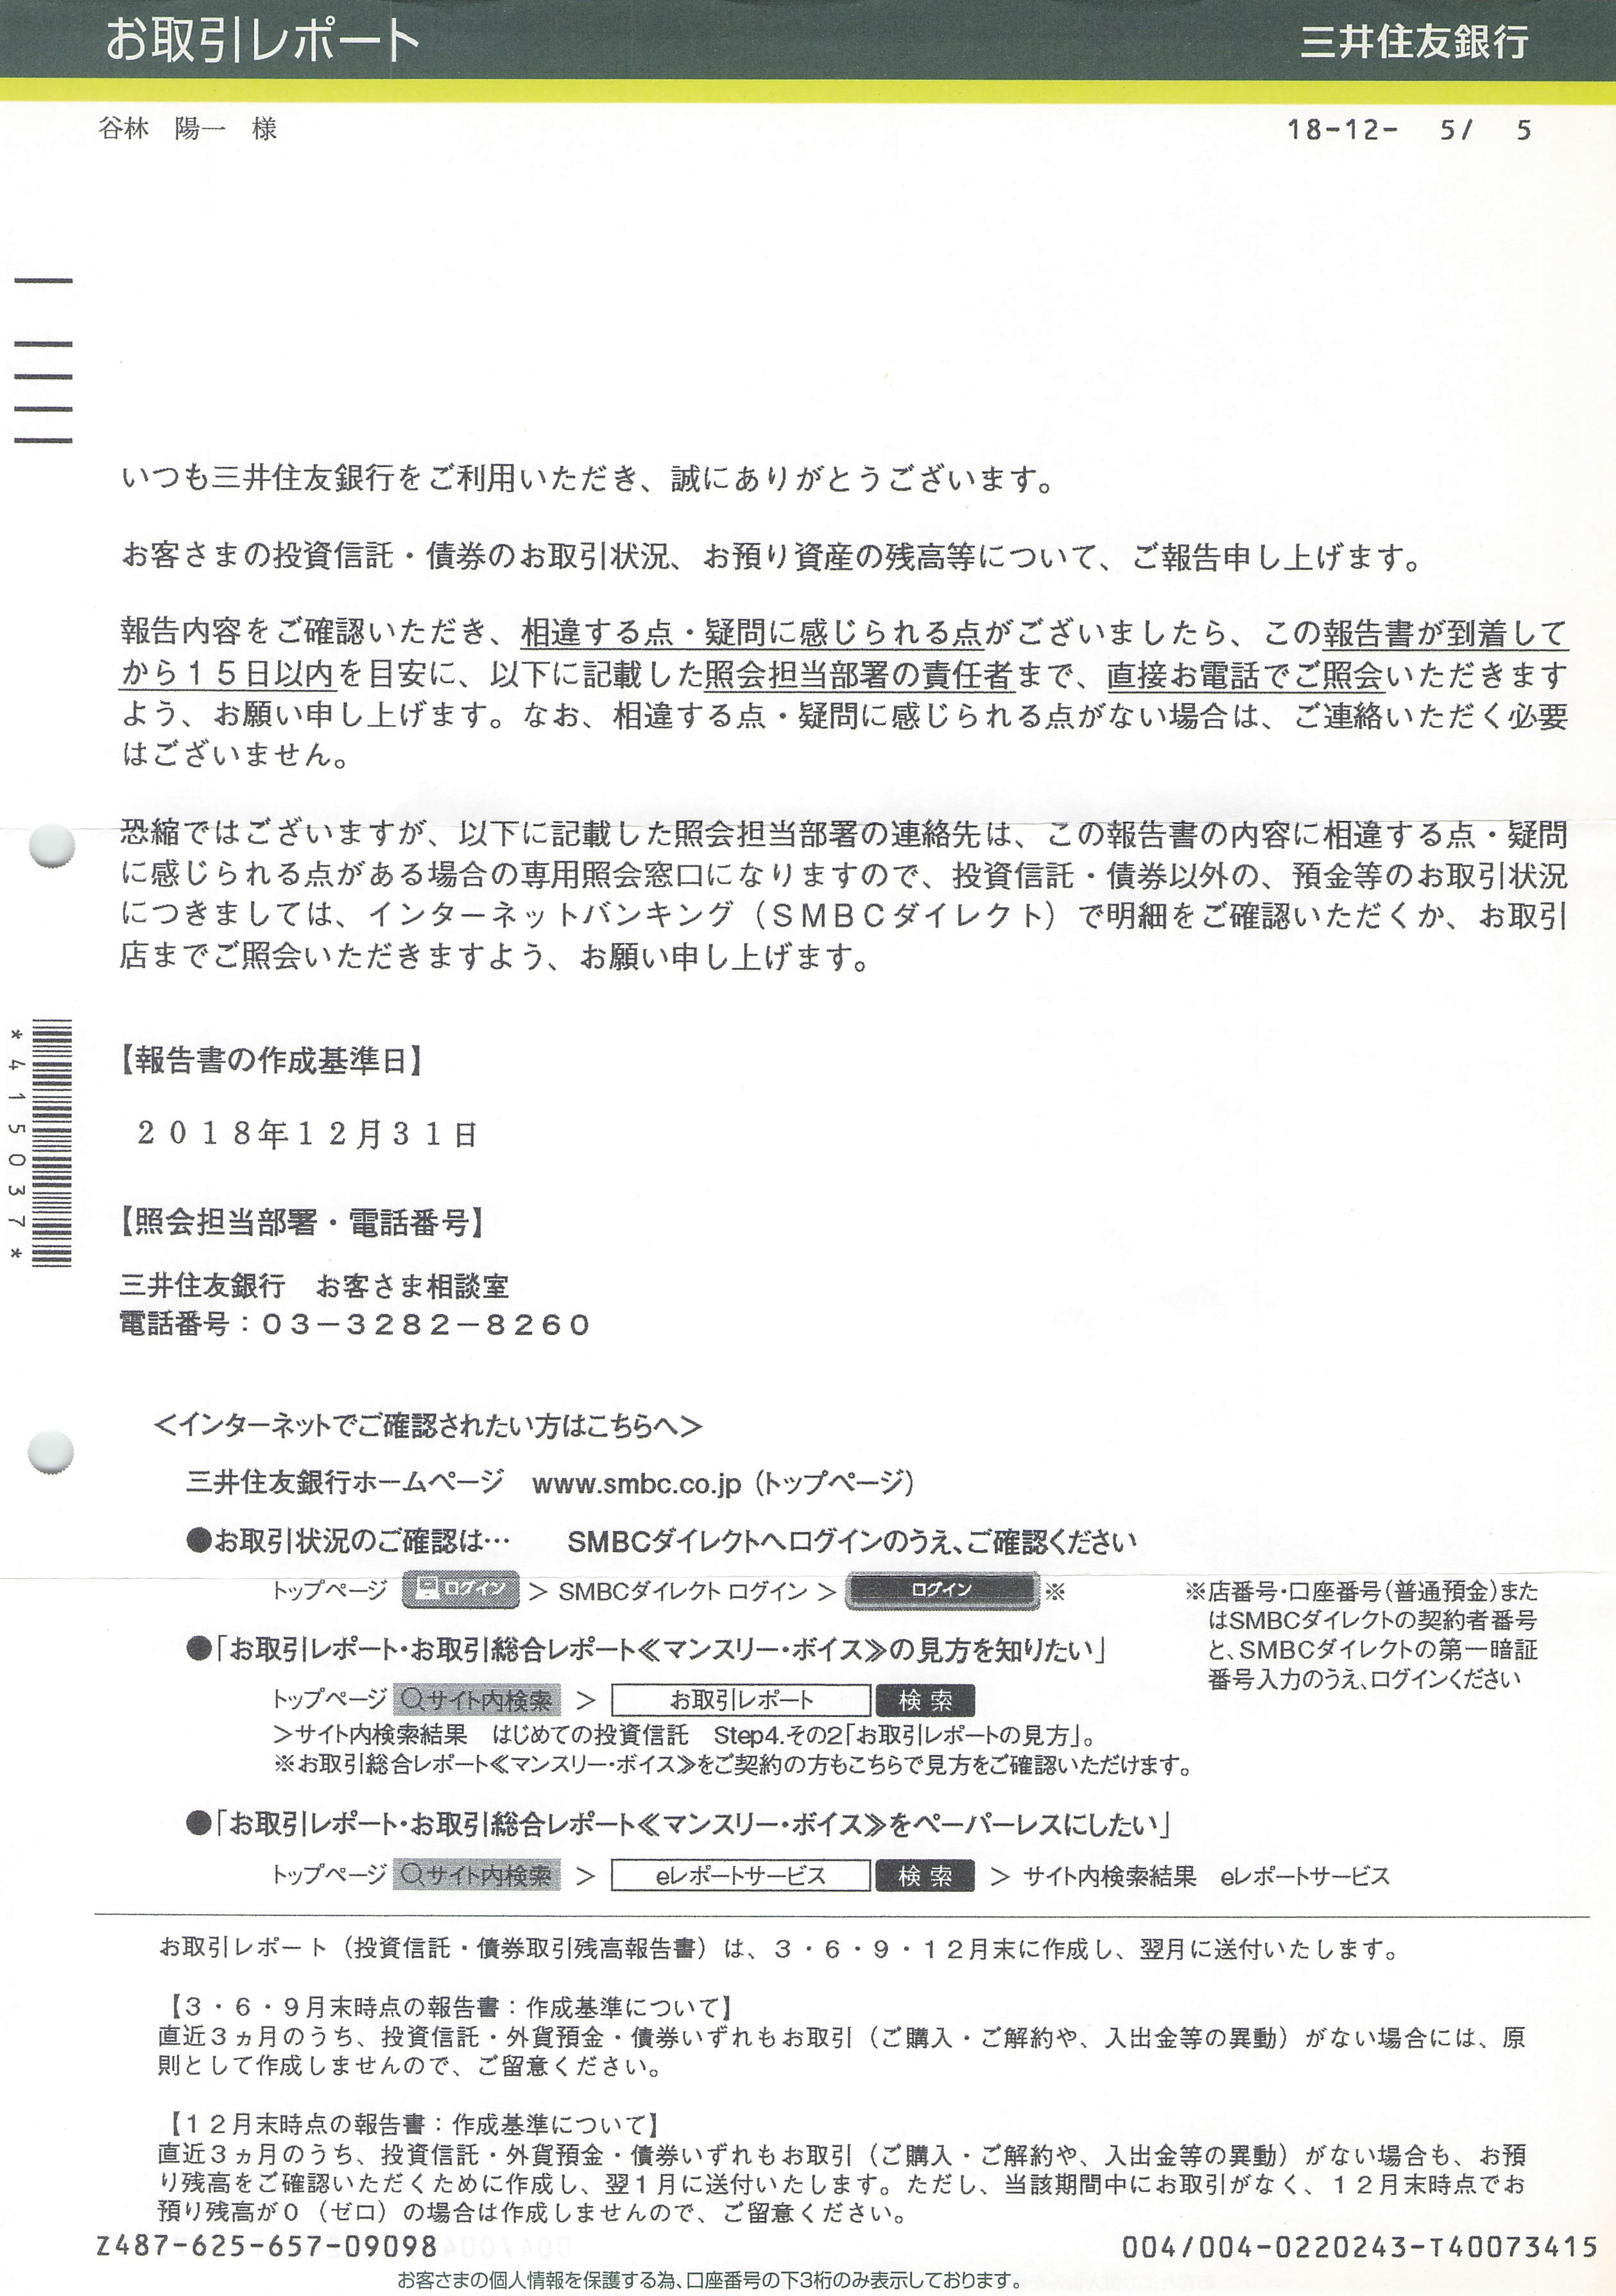 お取引レポート 三井住友銀行
谷林 陽一 様 18-12- 5/ 5
いつも三井住友銀行をご利用いただき、誠にありがとうございます。
お客さまの投資信託・債券のお取引状況、お預り資産の残高等について、ご報告申し上げます。
報告内容をご確認いただき、相違する点・疑問に感じられる点がございましたら、この報告書が到着して
から１５日以内を目安に、以下に記載した照会担当部署の責任者まで、直接お電話でご照会いただきます
よう、お願い申し上げます。なお、相違する点・疑問に感じられる点がない場合は、ご連絡いただく必要
はございません。
恐縮ではございますが、以下に記載した照会担当部署の連絡先は、この報告書の内容に相違する点・疑問
に感じられる点がある場合の専用照会窓口になりますので、投資信託・債券以外の、預金等のお取引状況
につきましては、インターネットバンキング（ＳＭＢＣダイレクト）で明細をご確認いただくか、お取引
店までご照会いただきますよう、お願い申し上げます。
*415037*
【報告書の作成基準日】
２０１８年１２月３１日
【照会担当部署・電話番号】
三井住友銀行 お客さま相談室
電話番号：０３－３２８２－８２６０
＜インターネットでご確認されたい方はこちらへ＞
三井住友銀行ホームページ www.smbc.co.jp（トップページ）
●お取引状況のご確認は… SMBCダイレクトへログインのうえ、ご確認ください
トップページ ログイン ＞ SMBCダイレクト ログイン ＞ ログイン ※
※店番号・口座番号（普通預金）また
はSMBCダイレクトの契約者番号
と、SMBCダイレクトの第一暗証
番号入力のうえ、ログインください
●「お取引レポート・お取引総合レポート≪マンスリー・ボイス≫の見方を知りたい」
トップページ サイト内検索 ＞ お取引レポート 検索
＞サイト内検索結果 はじめての投資信託 Step4.その2「お取引レポートの見方」。
※お取引総合レポート≪マンスリー・ボイス≫をご契約の方もこちらで見方をご確認いただけます。
●「お取引レポート・お取引総合レポート≪マンスリー・ボイス≫をペーパーレスにしたい」
トップページ サイト内検索 ＞ eレポートサービス 検索 ＞ サイト内検索結果 eレポートサービス
お取引レポート（投資信託・債券取引残高報告書）は、３・６・９・１２月末に作成し、翌月に送付いたします。
【３・６・９月末時点の報告書：作成基準について】
直近３ヵ月のうち、投資信託・外貨預金・債券いずれもお取引（ご購入・ご解約や、入出金等の異動）がない場合には、原
則として作成しませんので、ご留意ください。
【１２月末時点の報告書：作成基準について】
直近３ヵ月のうち、投資信託・外貨預金・債券いずれもお取引（ご購入・ご解約や、入出金等の異動）がない場合も、お預
り残高をご確認いただくために作成し、翌１月に送付いたします。ただし、当該期間中にお取引がなく、１２月末時点でお
預り残高が０（ゼロ）の場合は作成しませんので、ご留意ください。
Z487-625-657-09098 004/004-0220243-T40073415
お客さまの個人情報を保護する為、口座番号の下3桁のみ表示しております。